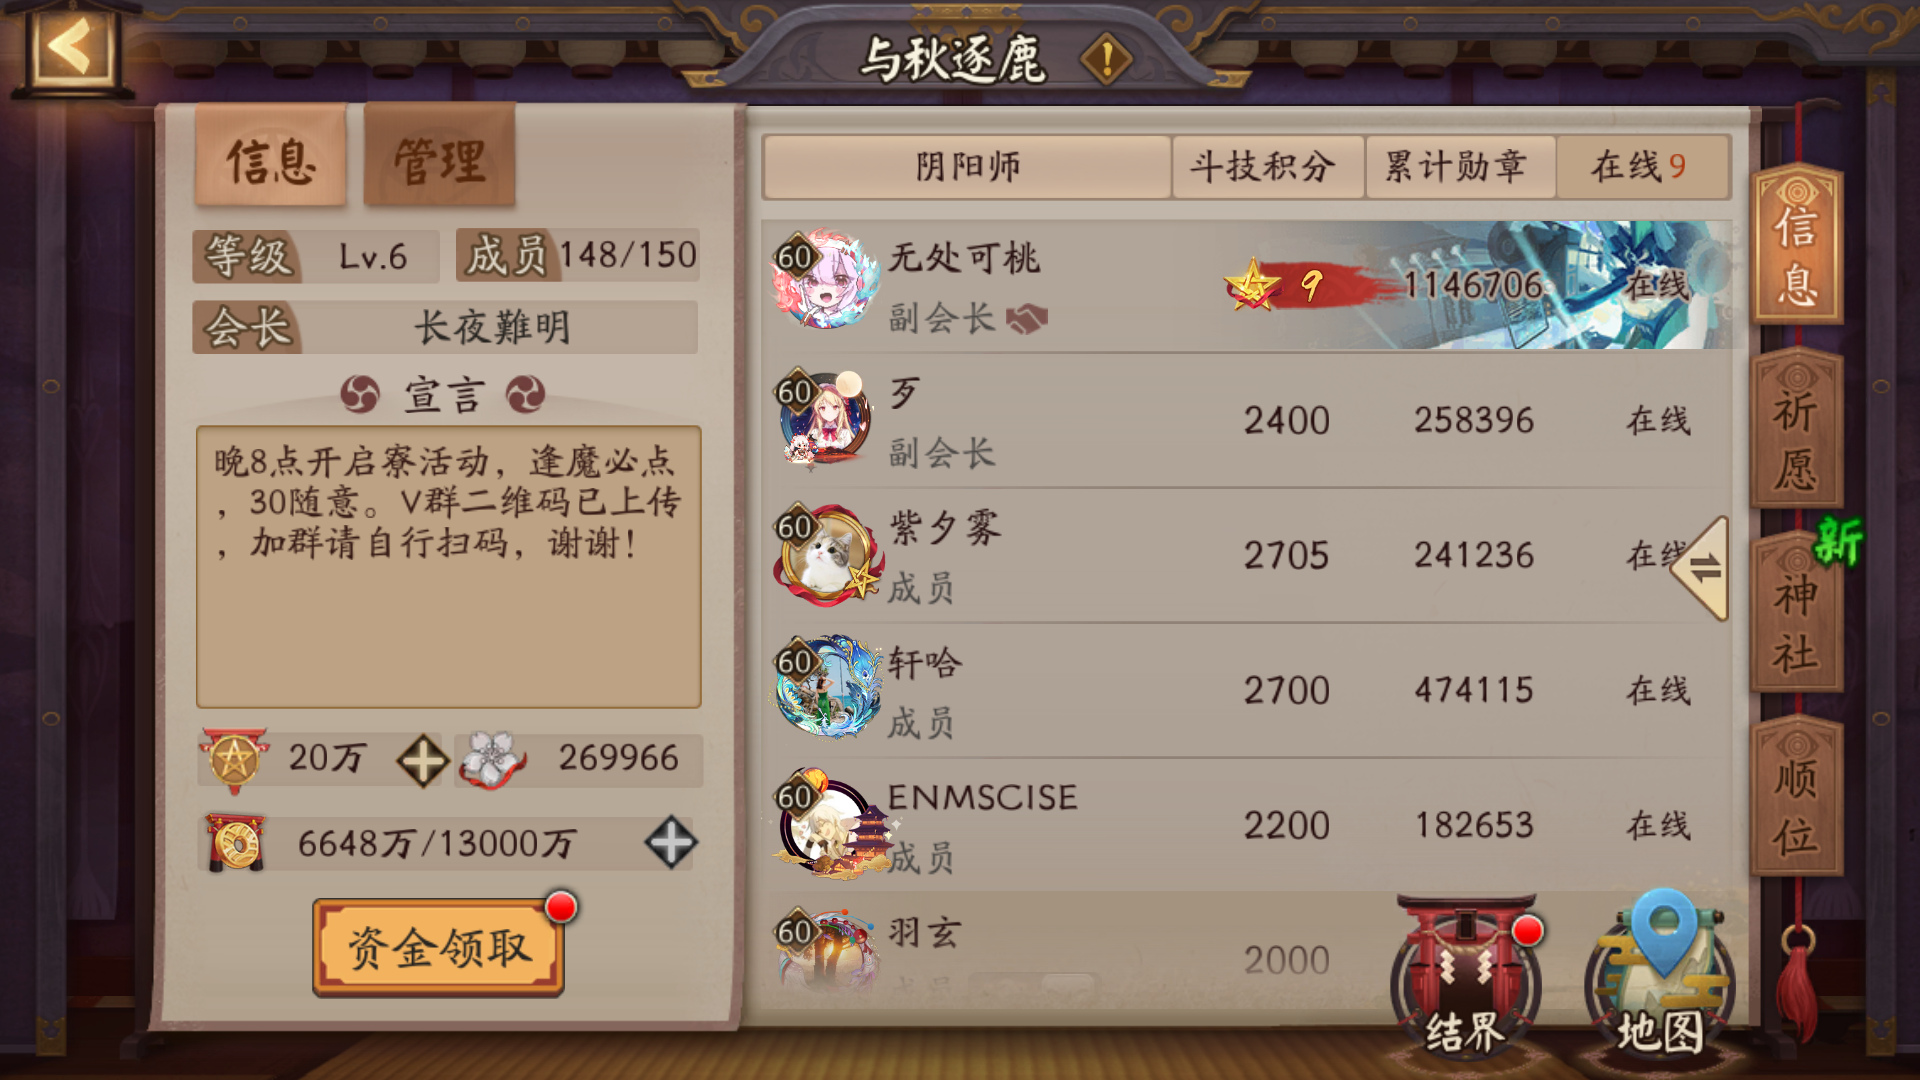 与秋逐鹿
信息 管理
等级 Lv.6 成员 148/150
会长 长夜難明
宣言
晚8点开启寮活动，逢魔必点
，30随意。V群二维码已上传
，加群请自行扫码，谢谢！
20万 269966
6648万/13000万
资金领取
阴阳师 斗技积分 累计勋章 在线9
60 无处可桃 副会长 9 1146706 在线
60 歹 副会长 2400 258396 在线
60 紫夕雾 成员 2705 241236 在线
60 轩哈 成员 2700 474115 在线
60 ENMSCISE 成员 2200 182653 在线
60 羽玄 成员 2000
信息
祈愿
新
神社
顺位
结界 地图